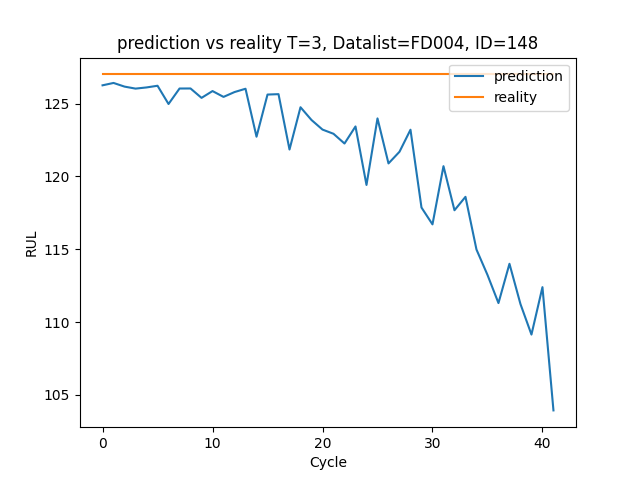 prediction vs reality T=3, Datalist=FD004, ID=148
prediction
reality
125
120
115
110
105
RUL
0 10 20 30 40
Cycle